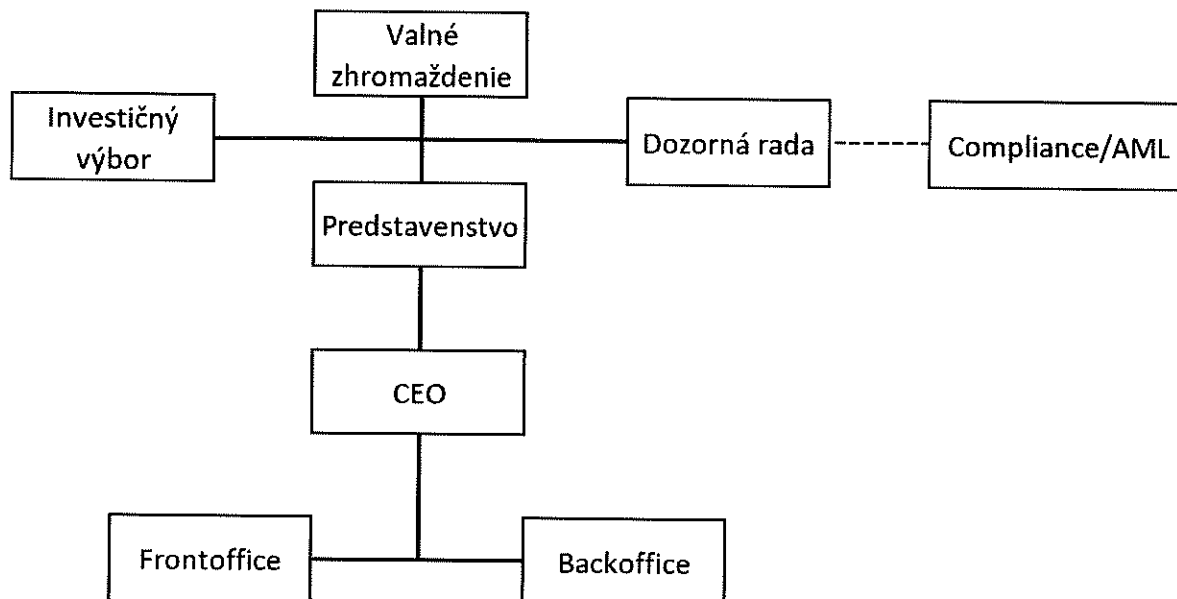 Valné
zhromaždenie
Investičný
výbor
Dozorná rada
Compliance/AML
Predstavenstvo
CEO
Frontoffice
Backoffice